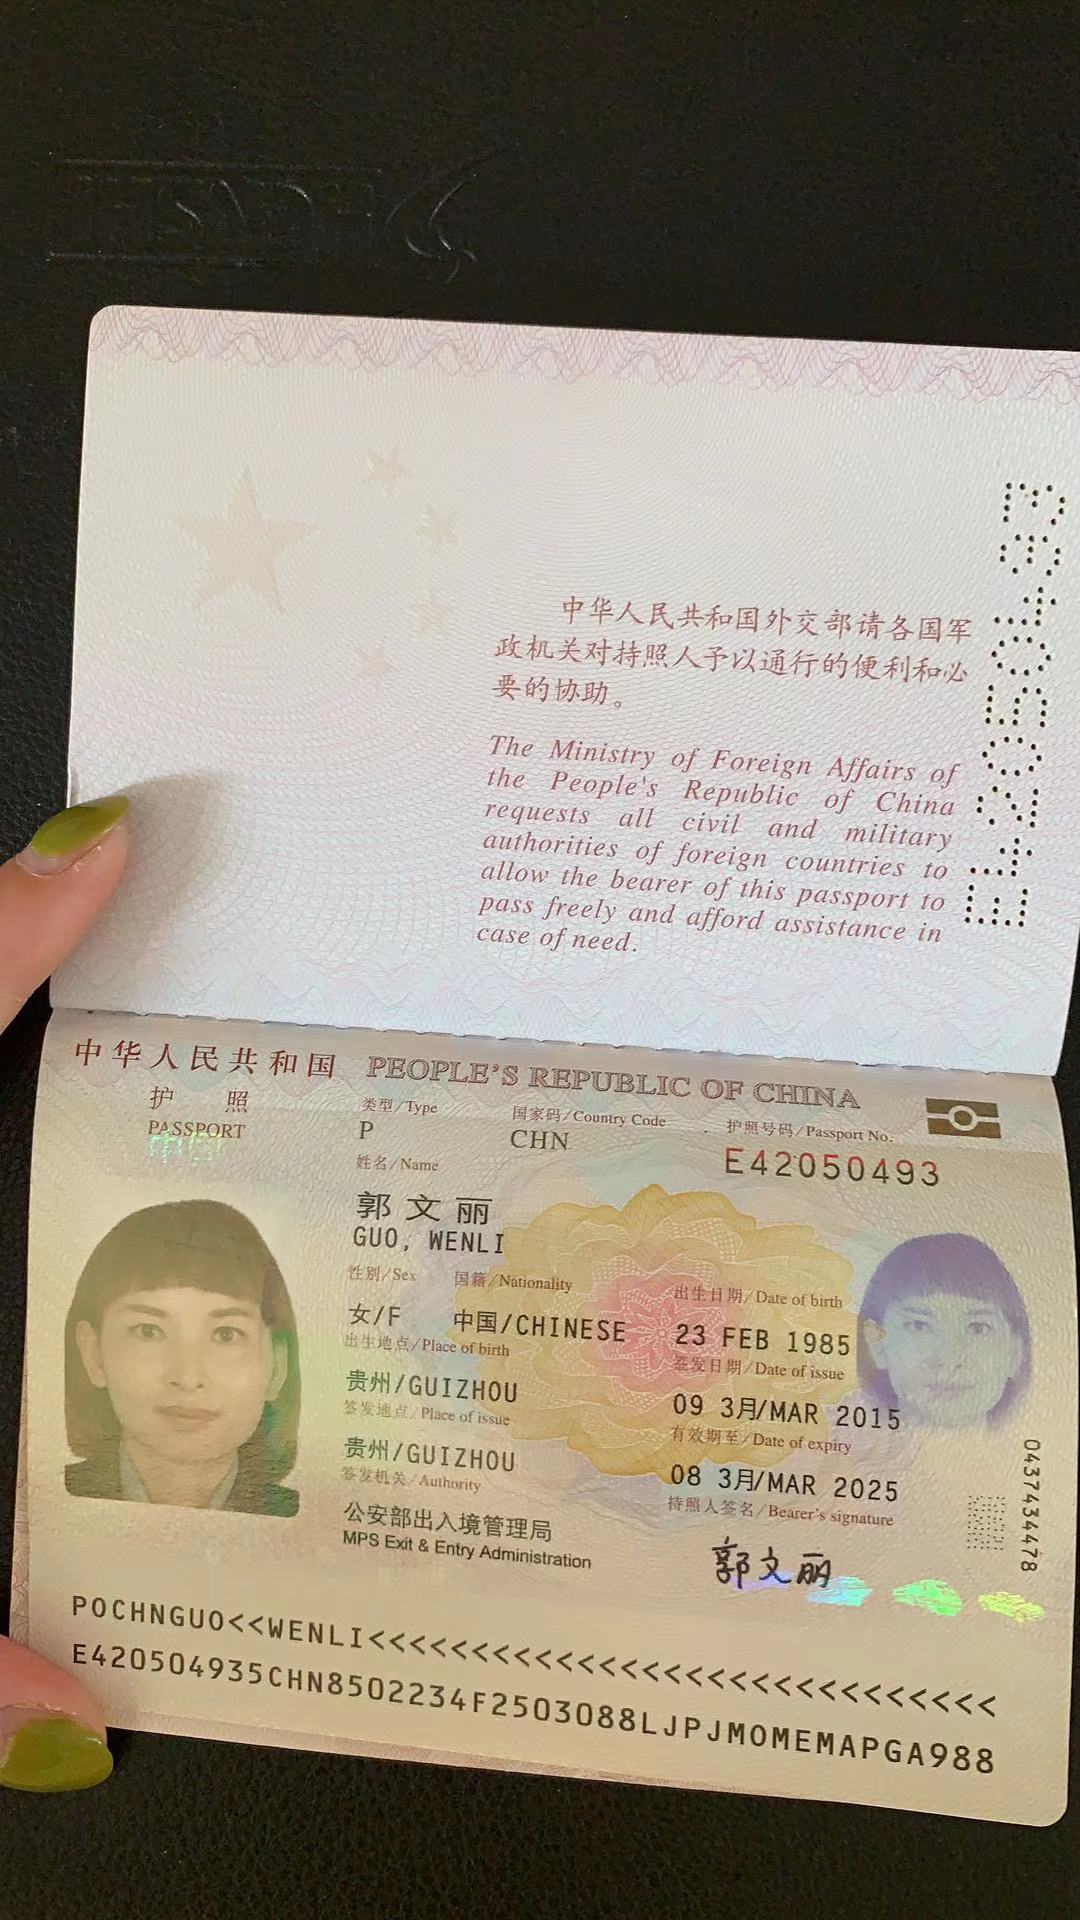 中华人民共和国外交部请各国军
政机关对持照人予以通行的便利和必
要的协助。
The Ministry of Foreign Affairs of
the People's Republic of China
requests all civil and military
authorities of foreign countries to
allow the bearer of this passport to
pass freely and afford assistance in
case of need.
E42050493
中华人民共和国 PEOPLE'S REPUBLIC OF CHINA
护 照
PASSPORT
类型/Type 国家码/Country Code 护照号码/Passport No.
P CHN E42050493
姓名/Name
郭文丽
GUO, WENLI
性别/Sex 国籍/Nationality 出生日期/Date of birth
女/F 中国/CHINESE 23 FEB 1985
出生地点/Place of birth 签发日期/Date of issue
贵州/GUIZHOU 09 3月/MAR 2015
签发地点/Place of issue 有效期至/Date of expiry
贵州/GUIZHOU 08 3月/MAR 2025
签发机关/Authority 持照人签名/Bearer's signature
公安部出入境管理局
MPS Exit & Entry Administration
郭文丽
0437434478
POCHNGUO<<WENLI<<<<<<<<<<<<<<<<<<<<<<<<<<<<<
E420504935CHN8502234F2503088LJPJMOMEMAPGA988